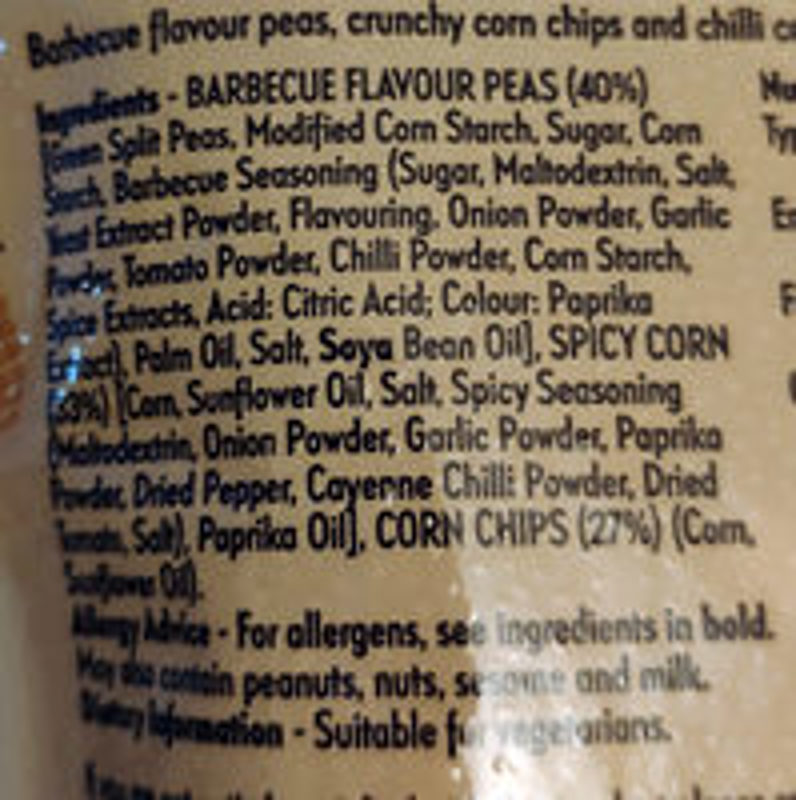 Barbecue flavour peas, crunchy corn chips and chilli
Ingredients - BARBECUE FLAVOUR PEAS (40%)
[Green Split Peas, Modified Corn Starch, Sugar, Corn
Starch, Barbecue Seasoning (Sugar, Maltodextrin, Salt,
Yeast Extract Powder, Flavouring, Onion Powder, Garlic
Powder, Tomato Powder, Chilli Powder, Corn Starch,
Spice Extracts, Acid: Citric Acid; Colour: Paprika
Extract), Palm Oil, Salt, Soya Bean Oil], SPICY CORN
(33%) [Corn, Sunflower Oil, Salt, Spicy Seasoning
(Maltodextrin, Onion Powder, Garlic Powder, Paprika
Powder, Dried Pepper, Cayenne Chilli Powder, Dried
Tomato, Salt), Paprika Oil], CORN CHIPS (27%) (Corn,
Sunflower Oil).
Allergy Advice - For allergens, see ingredients in bold.
May also contain peanuts, nuts, sesame and milk.
Dietary Information - Suitable for vegetarians.